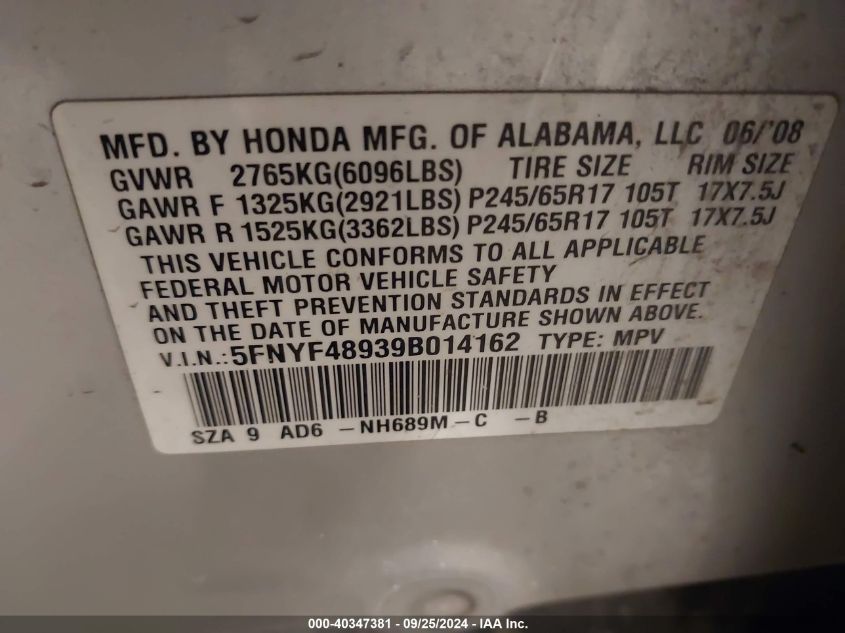 MFD. BY HONDA MFG. OF ALABAMA, LLC 06/'08
GVWR 2765KG(6096LBS) TIRE SIZE RIM SIZE
GAWR F 1325KG(2921LBS) P245/65R17 105T 17X7.5J
GAWR R 1525KG(3362LBS) P245/65R17 105T 17X7.5J
THIS VEHICLE CONFORMS TO ALL APPLICABLE
FEDERAL MOTOR VEHICLE SAFETY
AND THEFT PREVENTION STANDARDS IN EFFECT
ON THE DATE OF MANUFACTURE SHOWN ABOVE.
V.I.N.:5FNYF48939B014162 TYPE: MPV
SZA 9 AD6 -NH689M-C -B
000-40347381 - 09/25/2024 - IAA Inc.